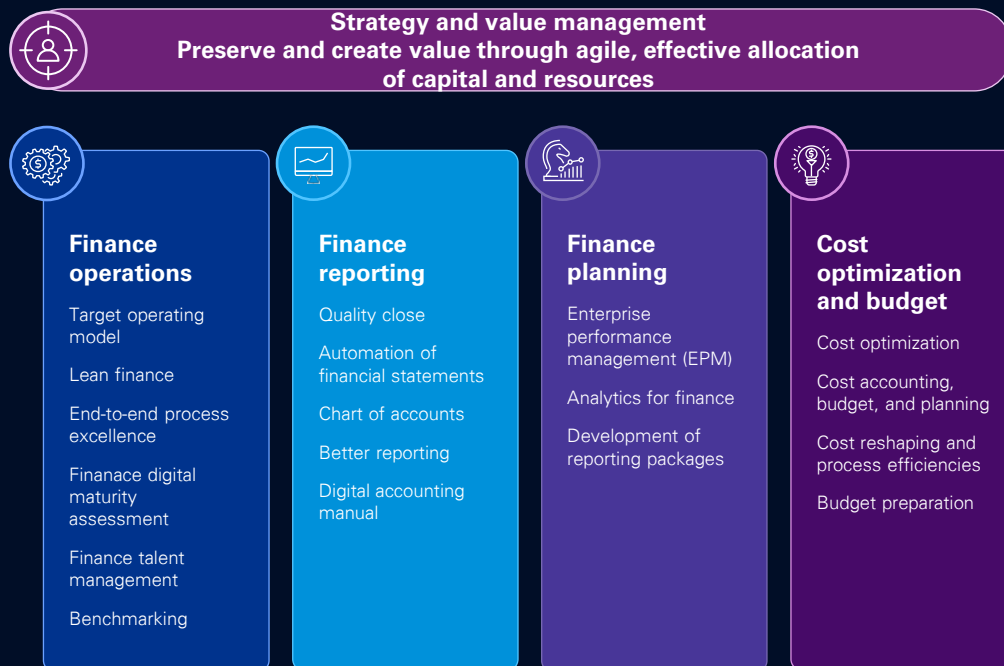 Strategy and value management
Preserve and create value through agile, effective allocation
of capital and resources
Finance
operations
Target operating
model
Lean finance
End-to-end process
excellence
Finanace digital
maturity
assessment
Finance talent
management
Benchmarking
Finance
reporting
Quality close
Automation of
financial statements
Chart of accounts
Better reporting
Digital accounting
manual
Finance
planning
Enterprise
performance
management (EPM)
Analytics for finance
Development of
reporting packages
Cost
optimization
and budget
Cost optimization
Cost accounting,
budget, and planning
Cost reshaping and
process efficiencies
Budget preparation